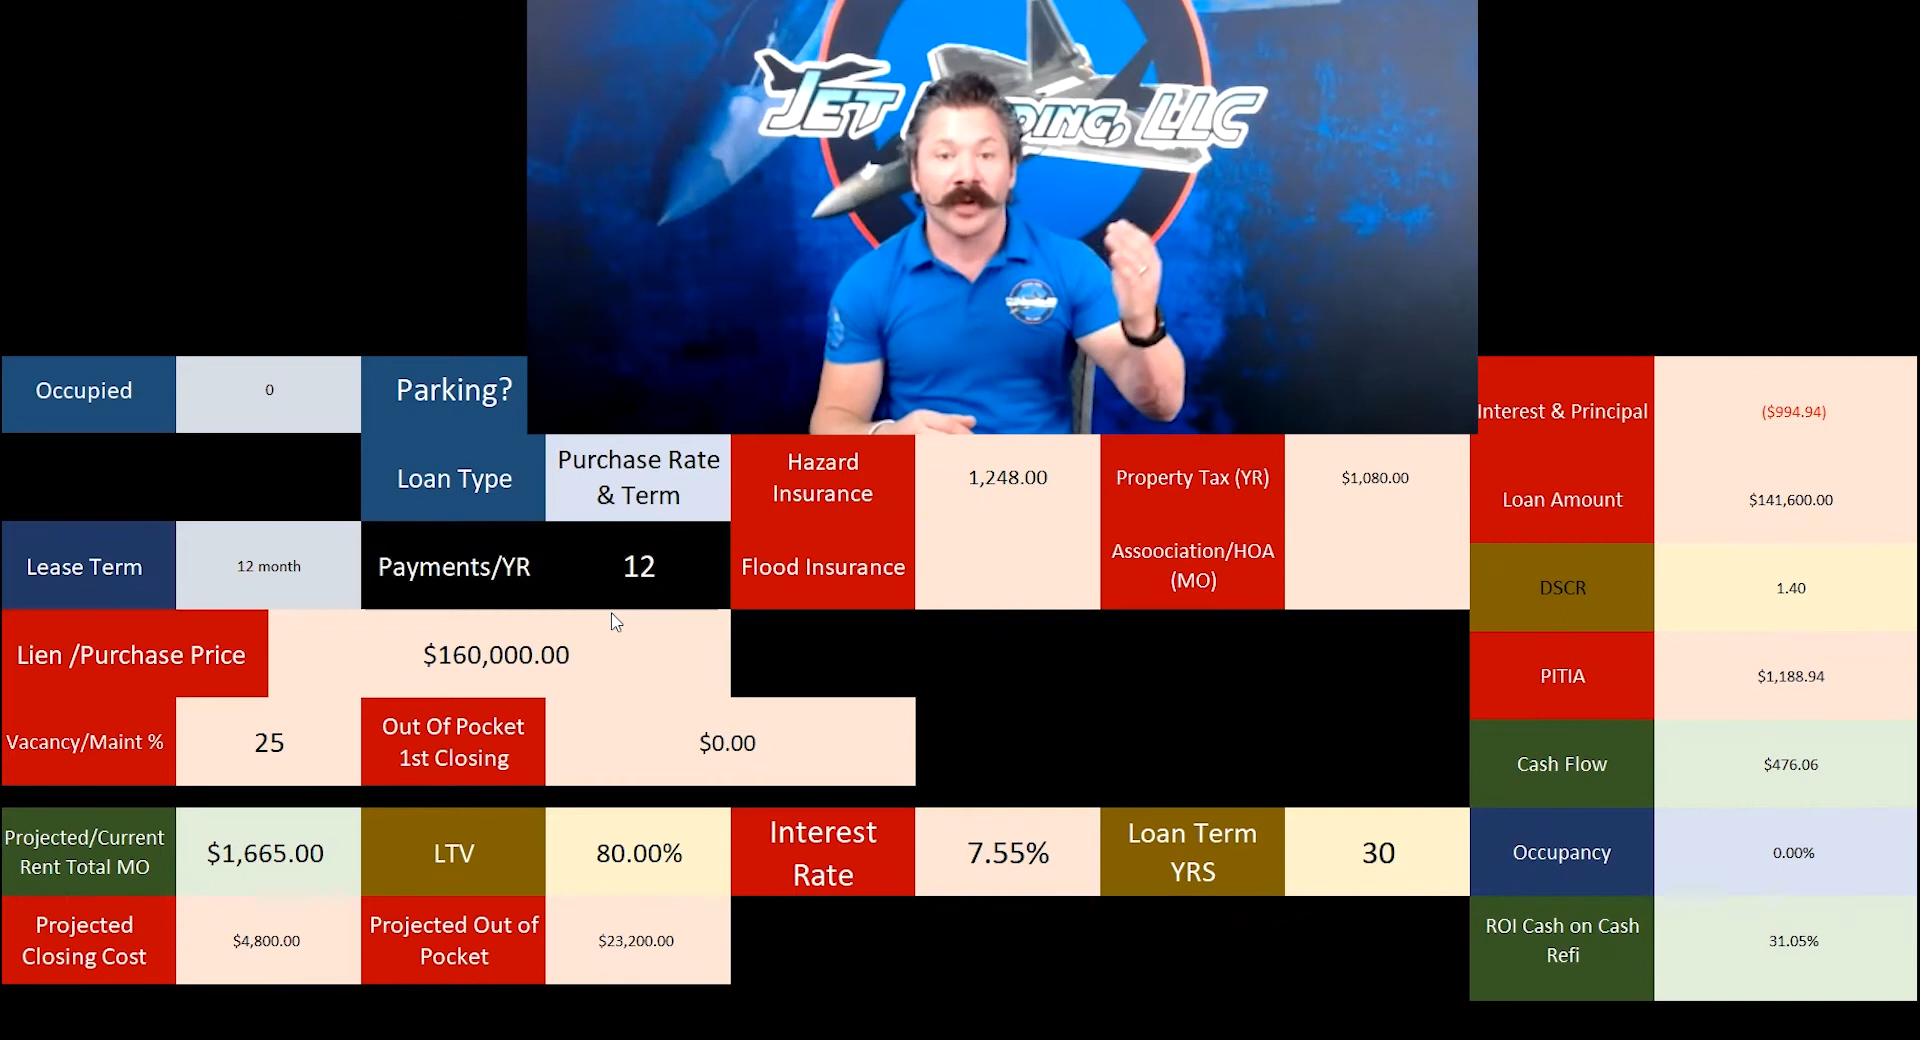 JET
DING, LLC
Occupied
0
Parking?
Loan Type
Purchase Rate
& Term
Hazard
Insurance
1,248.00
Property Tax (YR)
$1,080.00
Interest & Principal
($994.94)
Loan Amount
$141,600.00
Lease Term
12 month
Payments/YR
12
Flood Insurance
Assoociation/HOA
(MO)
DSCR
1.40
Lien /Purchase Price
$160,000.00
PITIA
$1,188.94
Vacancy/Maint %
25
Out Of Pocket
1st Closing
$0.00
Cash Flow
$476.06
Projected/Current
Rent Total MO
$1,665.00
LTV
80.00%
Interest
Rate
7.55%
Loan Term
YRS
30
Occupancy
0.00%
Projected
Closing Cost
$4,800.00
Projected Out of
Pocket
$23,200.00
ROI Cash on Cash
Refi
31.05%